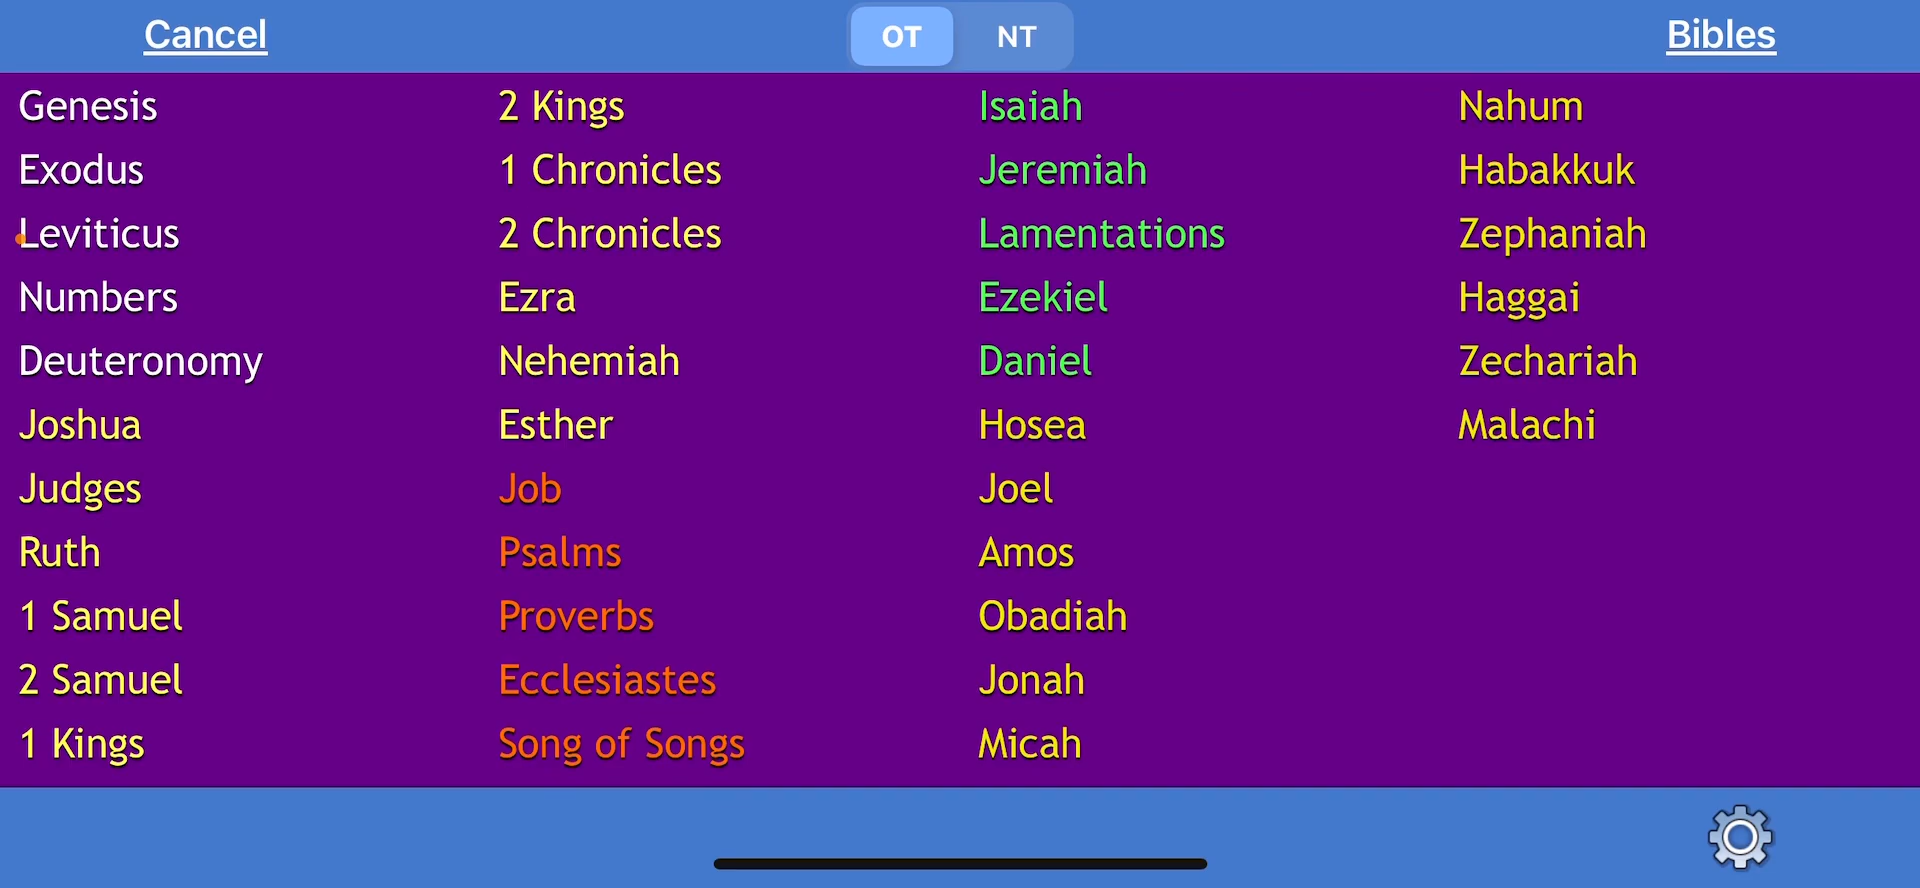 Cancel
OT
NT
Bibles
Genesis
Exodus
Leviticus
Numbers
Deuteronomy
Joshua
Judges
Ruth
1 Samuel
2 Samuel
1 Kings
2 Kings
1 Chronicles
2 Chronicles
Ezra
Nehemiah
Esther
Job
Psalms
Proverbs
Ecclesiastes
Song of Songs
Isaiah
Jeremiah
Lamentations
Ezekiel
Daniel
Hosea
Joel
Amos
Obadiah
Jonah
Micah
Nahum
Habakkuk
Zephaniah
Haggai
Zechariah
Malachi